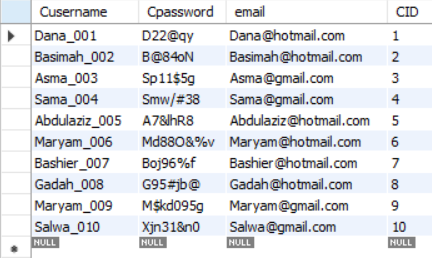 Cusername Cpassword email CID
Dana_001 D22@qy Dana@hotmail.com 1
Basimah_002 B@84oN Basimah@hotmail.com 2
Asma_003 Sp11$5g Asma@gmail.com 3
Sama_004 Smw/#38 Sama@gmail.com 4
Abdulaziz_005 A7&lhR8 Abdulaziz@hotmail.com 5
Maryam_006 Md88O&%v Maryam@hotmail.com 6
Bashier_007 Boj96%f Bashier@hotmail.com 7
Gadah_008 G95#jb@ Gadah@hotmail.com 8
Maryam_009 M$kd095g Maryam@gmail.com 9
Salwa_010 Xjn31&n0 Salwa@gmail.com 10
NULL NULL NULL NULL